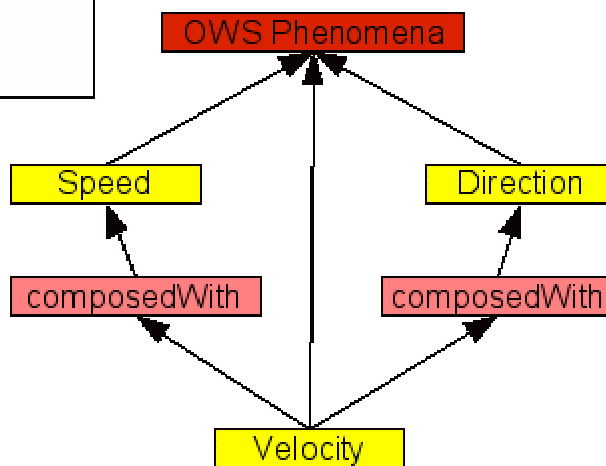 OWS Phenomena
Speed
Direction
composedWith
composedWith
Velocity